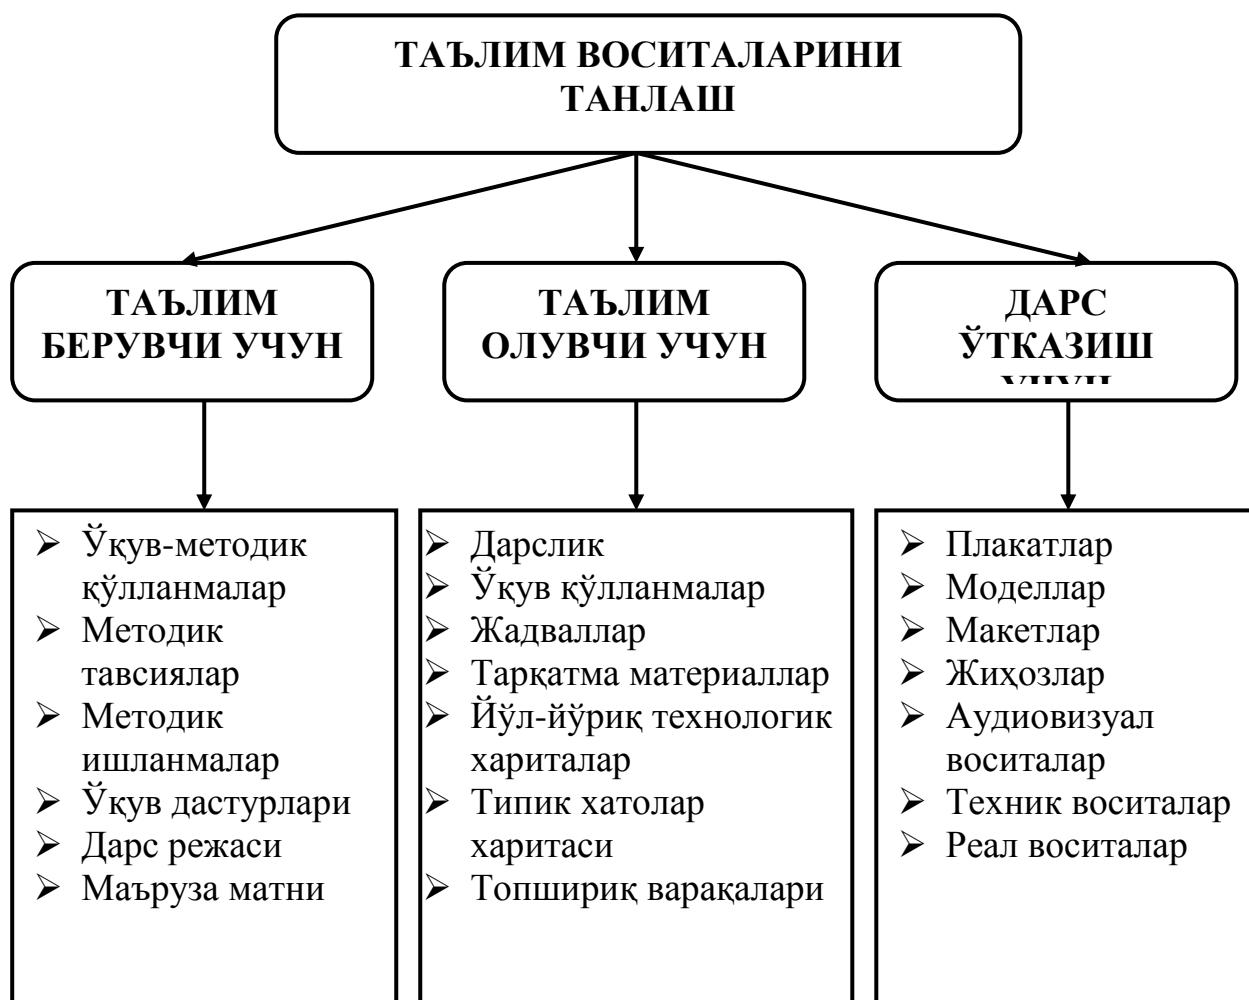 ТАЪЛИМ ВОСИТАЛАРИНИ
ТАНЛАШ
ТАЪЛИМ
БЕРУВЧИ УЧУН
ТАЪЛИМ
ОЛУВЧИ УЧУН
ДАРС
ЎТКАЗИШ
УЧУН
➢ Ўқув-методик
қўлланмалар
➢ Методик
тавсиялар
➢ Методик
ишланмалар
➢ Ўқув дастурлари
➢ Дарс режаси
➢ Маъруза матни
➢ Дарслик
➢ Ўқув қўлланмалар
➢ Жадваллар
➢ Тарқатма материаллар
➢ Йўл-йўриқ технологик
хариталар
➢ Типик хатолар
харитаси
➢ Топшириқ варақалари
➢ Плакатлар
➢ Моделлар
➢ Макетлар
➢ Жиҳозлар
➢ Аудиовизуал
воситалар
➢ Техник воситалар
➢ Реал воситалар